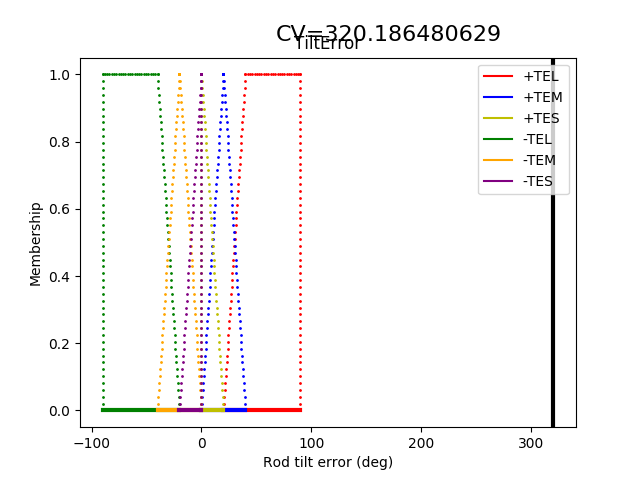 CV=320.186480629
TiltError
1.0
0.8
0.6
0.4
0.2
0.0
Membership
+TEL
+TEM
+TES
-TEL
-TEM
-TES
−100 0 100 200 300
Rod tilt error (deg)